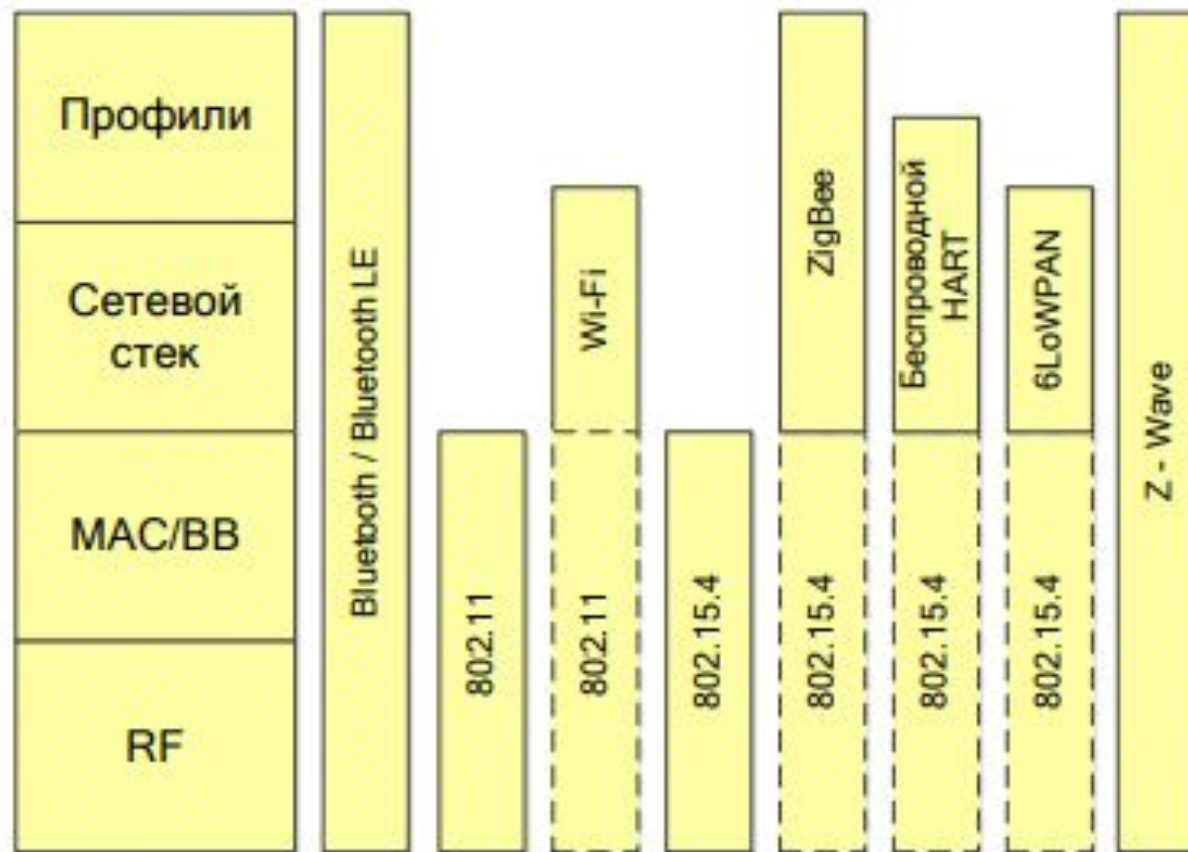 Профили
Сетевой
стек
MAC/BB
RF
Bluetooth / Bluetooth LE
802.11
Wi-Fi
802.11
802.15.4
ZigBee
802.15.4
Беспроводной
HART
802.15.4
6LoWPAN
802.15.4
Z - Wave